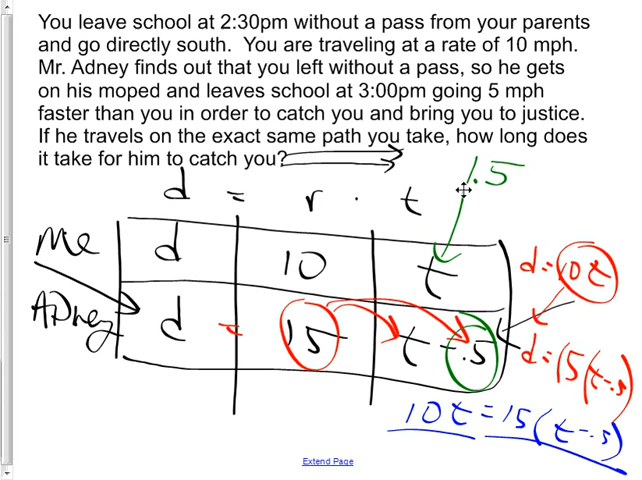 You leave school at 2:30pm without a pass from your parents
and go directly south. You are traveling at a rate of 10 mph.
Mr. Adney finds out that you left without a pass, so he gets
on his moped and leaves school at 3:00pm going 5 mph
faster than you in order to catch you and bring you to justice.
If he travels on the exact same path you take, how long does
it take for him to catch you?
1.5
d = r · t
Me d 10 t
d=10t
Adney d = 15 t-.5
d=15(t-.5)
10t=15(t-.5)
Extend Page